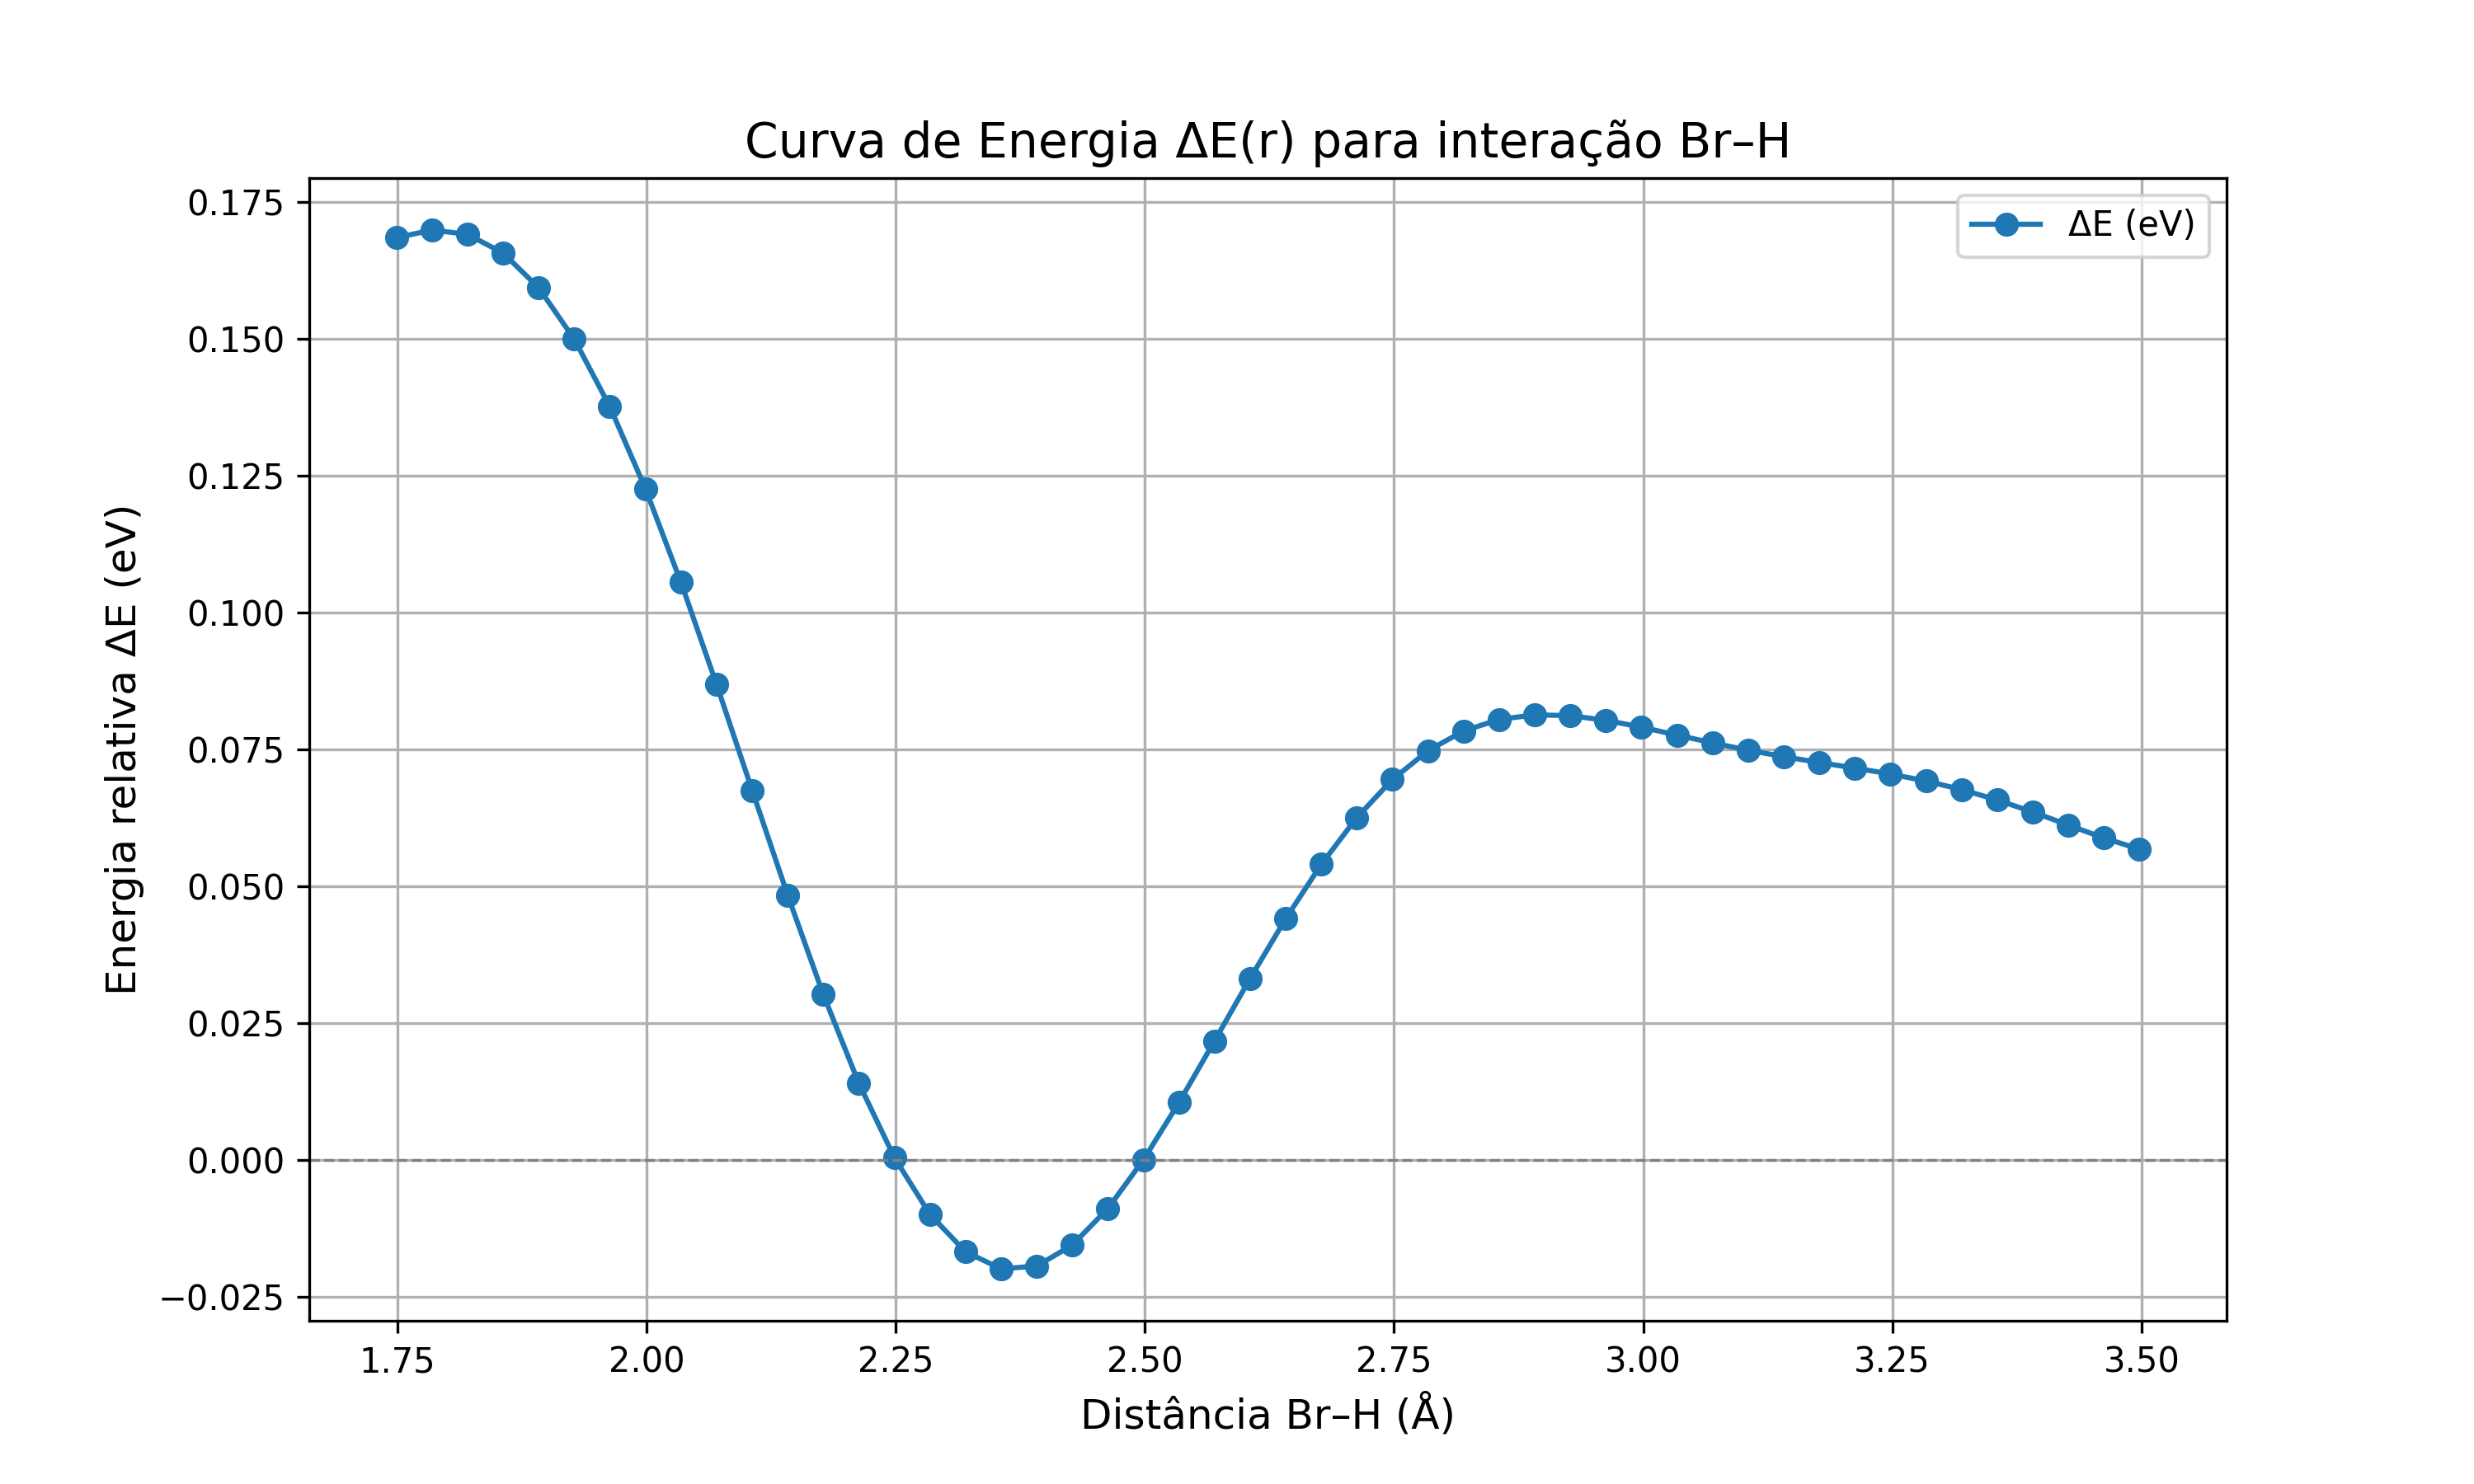 Curva de Energia ΔE(r) para interação Br–H
ΔE (eV)
Energia relativa ΔE (eV)
0.175
0.150
0.125
0.100
0.075
0.050
0.025
0.000
−0.025
1.75 2.00 2.25 2.50 2.75 3.00 3.25 3.50
Distância Br–H (Å)